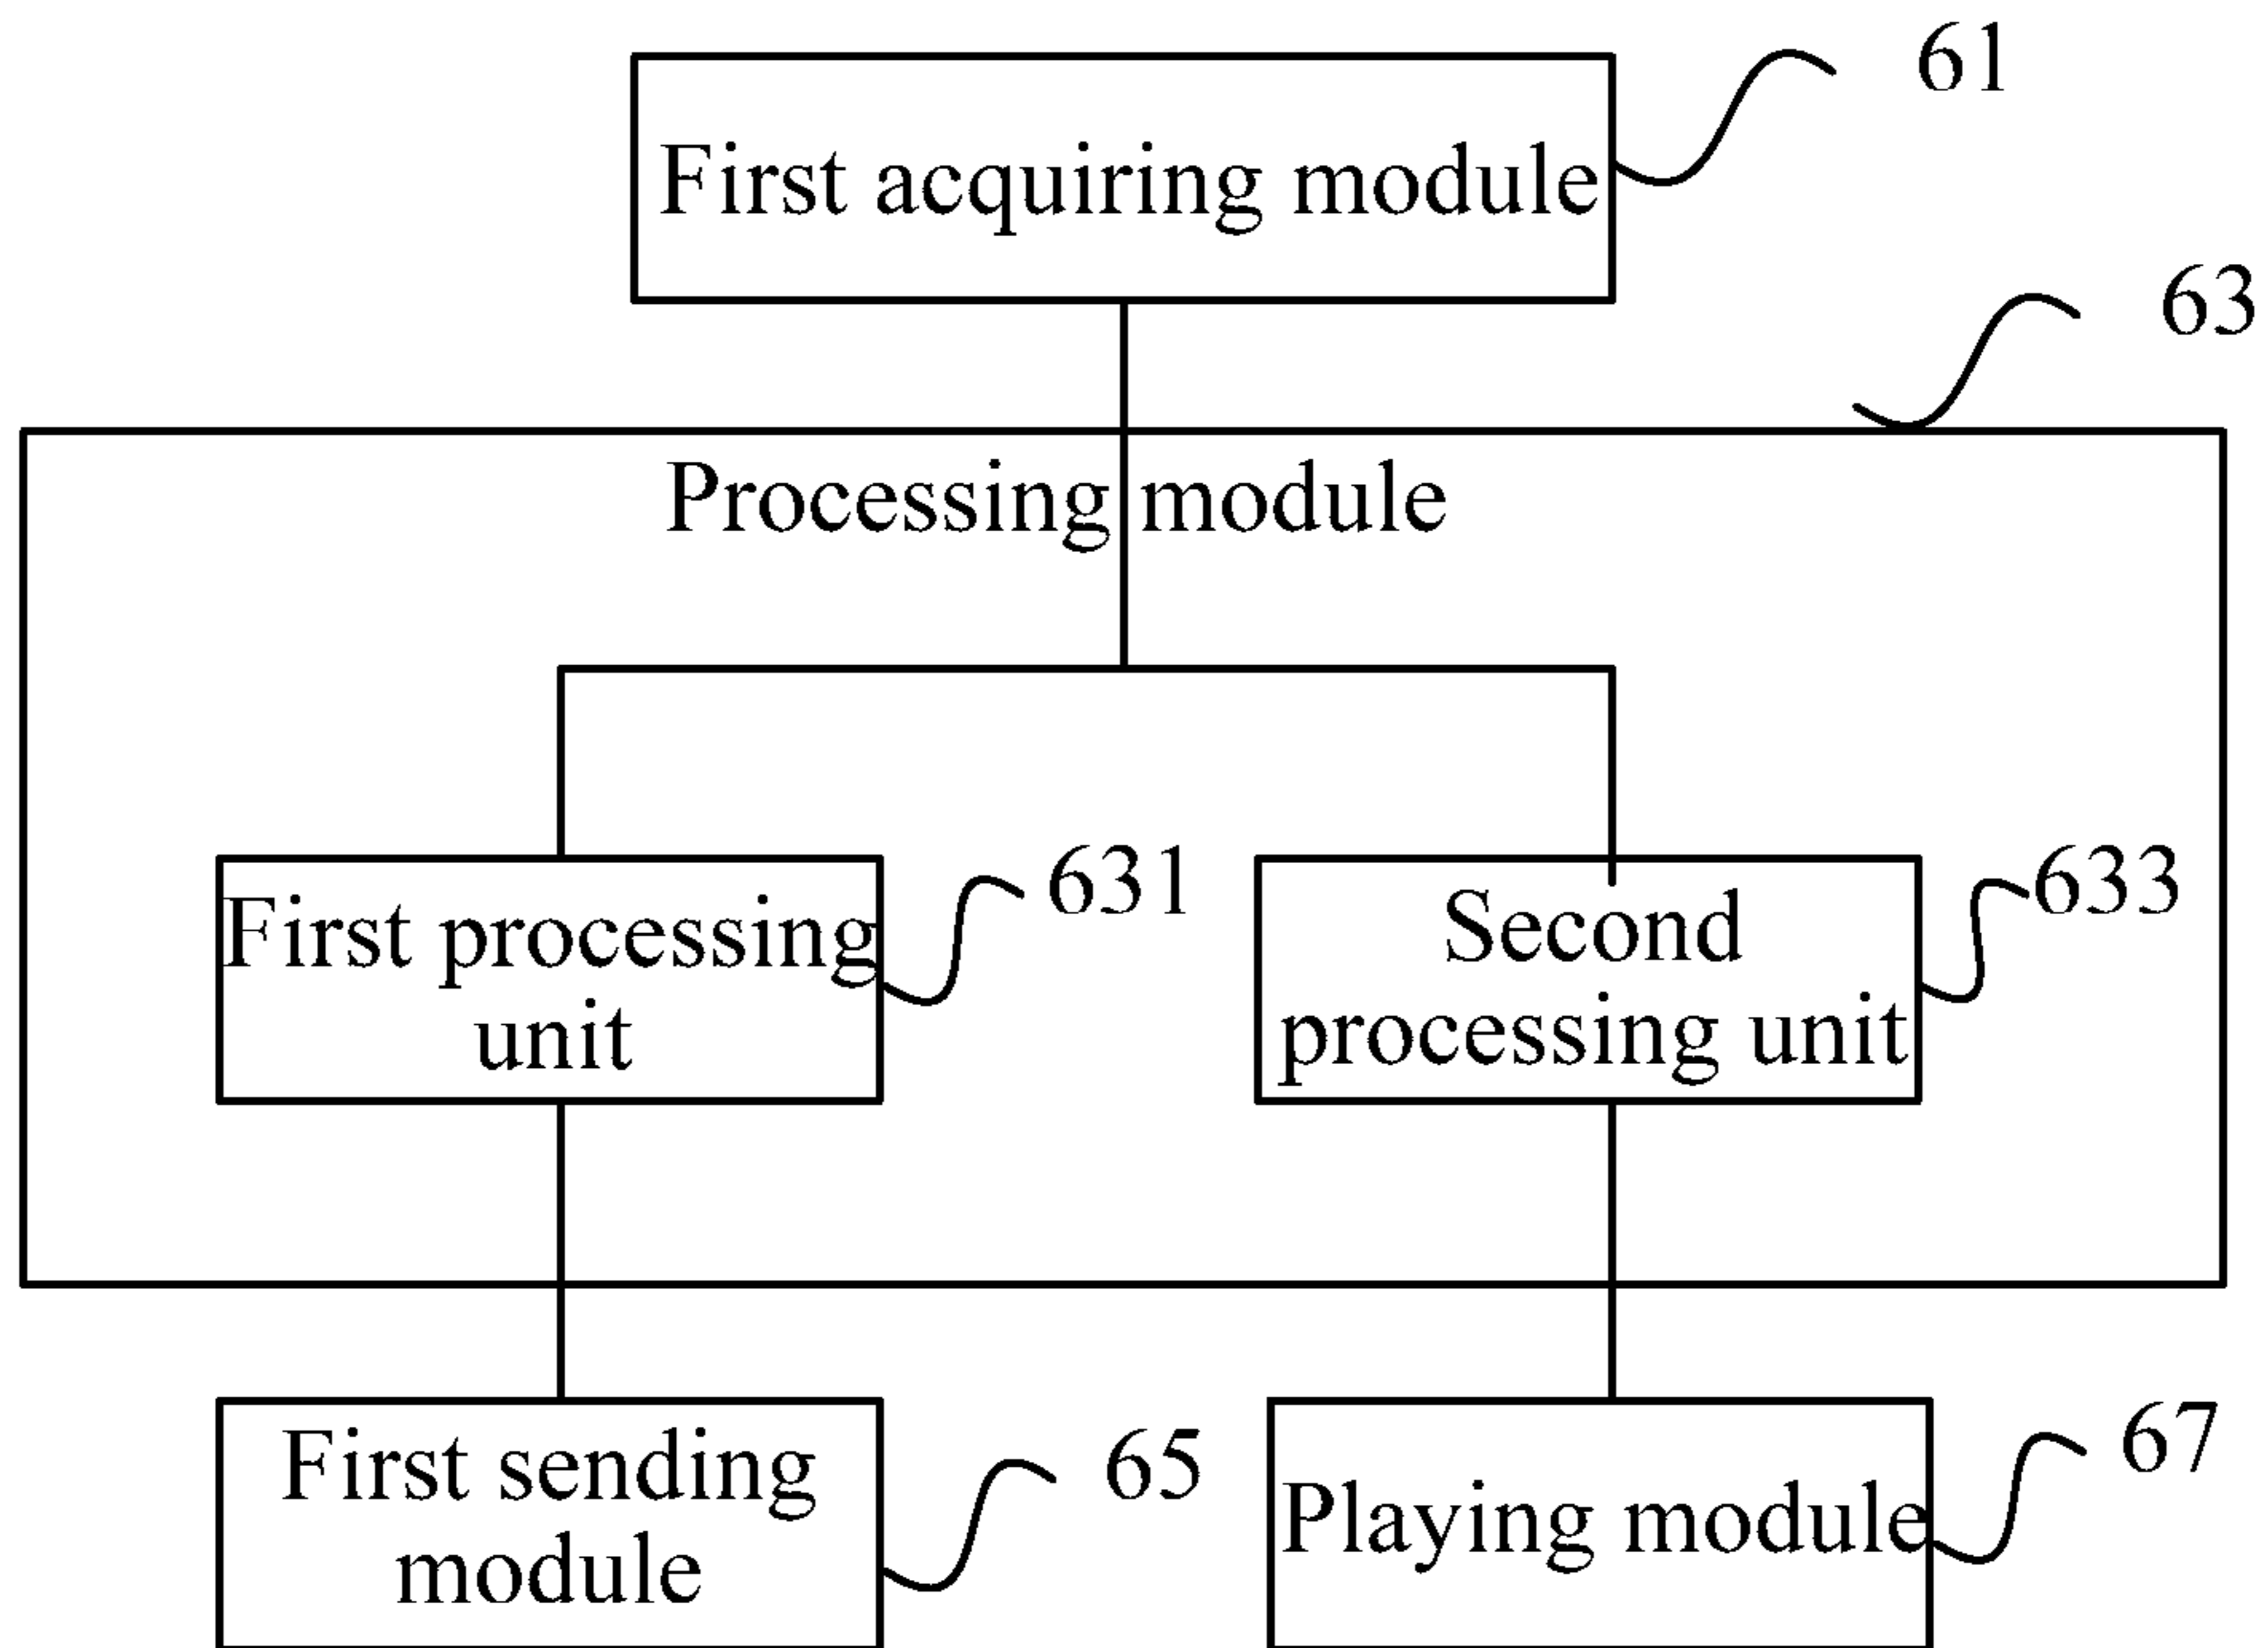 First acquiring module
61
63
Processing module
First processing
unit
631
Second
processing unit
633
First sending
module
65
Playing module
67